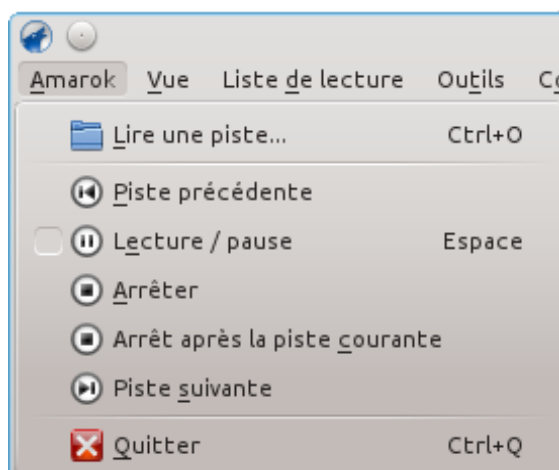 Amarok Vue Liste de lecture Outils
Lire une piste... Ctrl+O
Piste précédente
Lecture / pause Espace
Arrêter
Arrêt après la piste courante
Piste suivante
Quitter Ctrl+Q